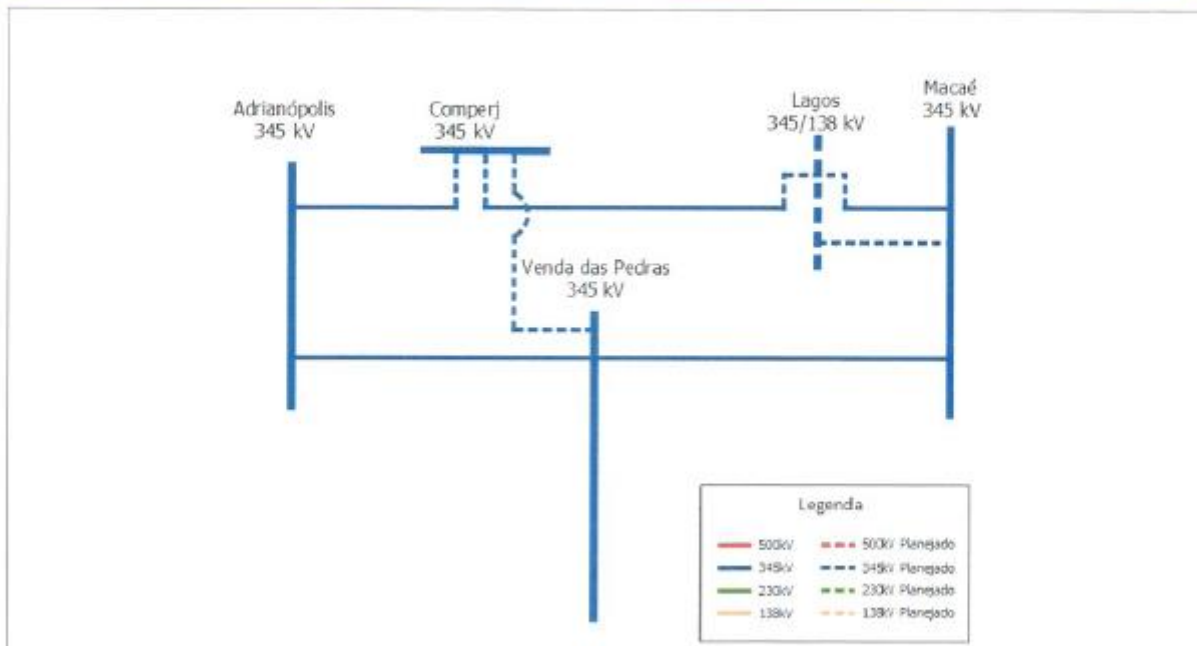 Adrianópolis
345 kV
Comperj
345 kV
Lagos
345/138 kV
Macaé
345 kV
Venda das Pedras
345 kV
Legenda
500kV
500kV Planejado
345kV
345kV Planejado
230kV
230kV Planejado
138kV
138kV Planejado